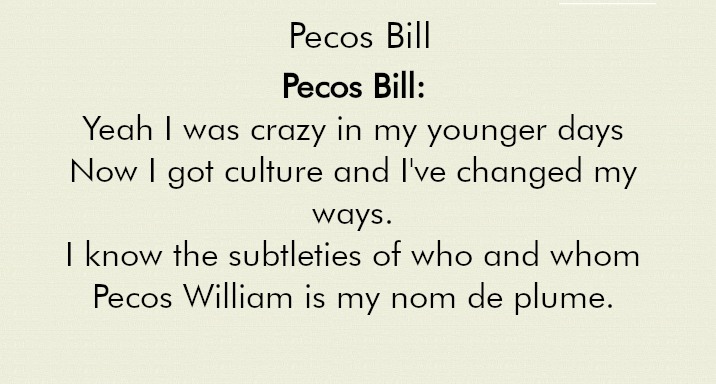 Pecos Bill
Pecos Bill:
Yeah I was crazy in my younger days
Now I got culture and I've changed my
ways.
I know the subtleties of who and whom
Pecos William is my nom de plume.